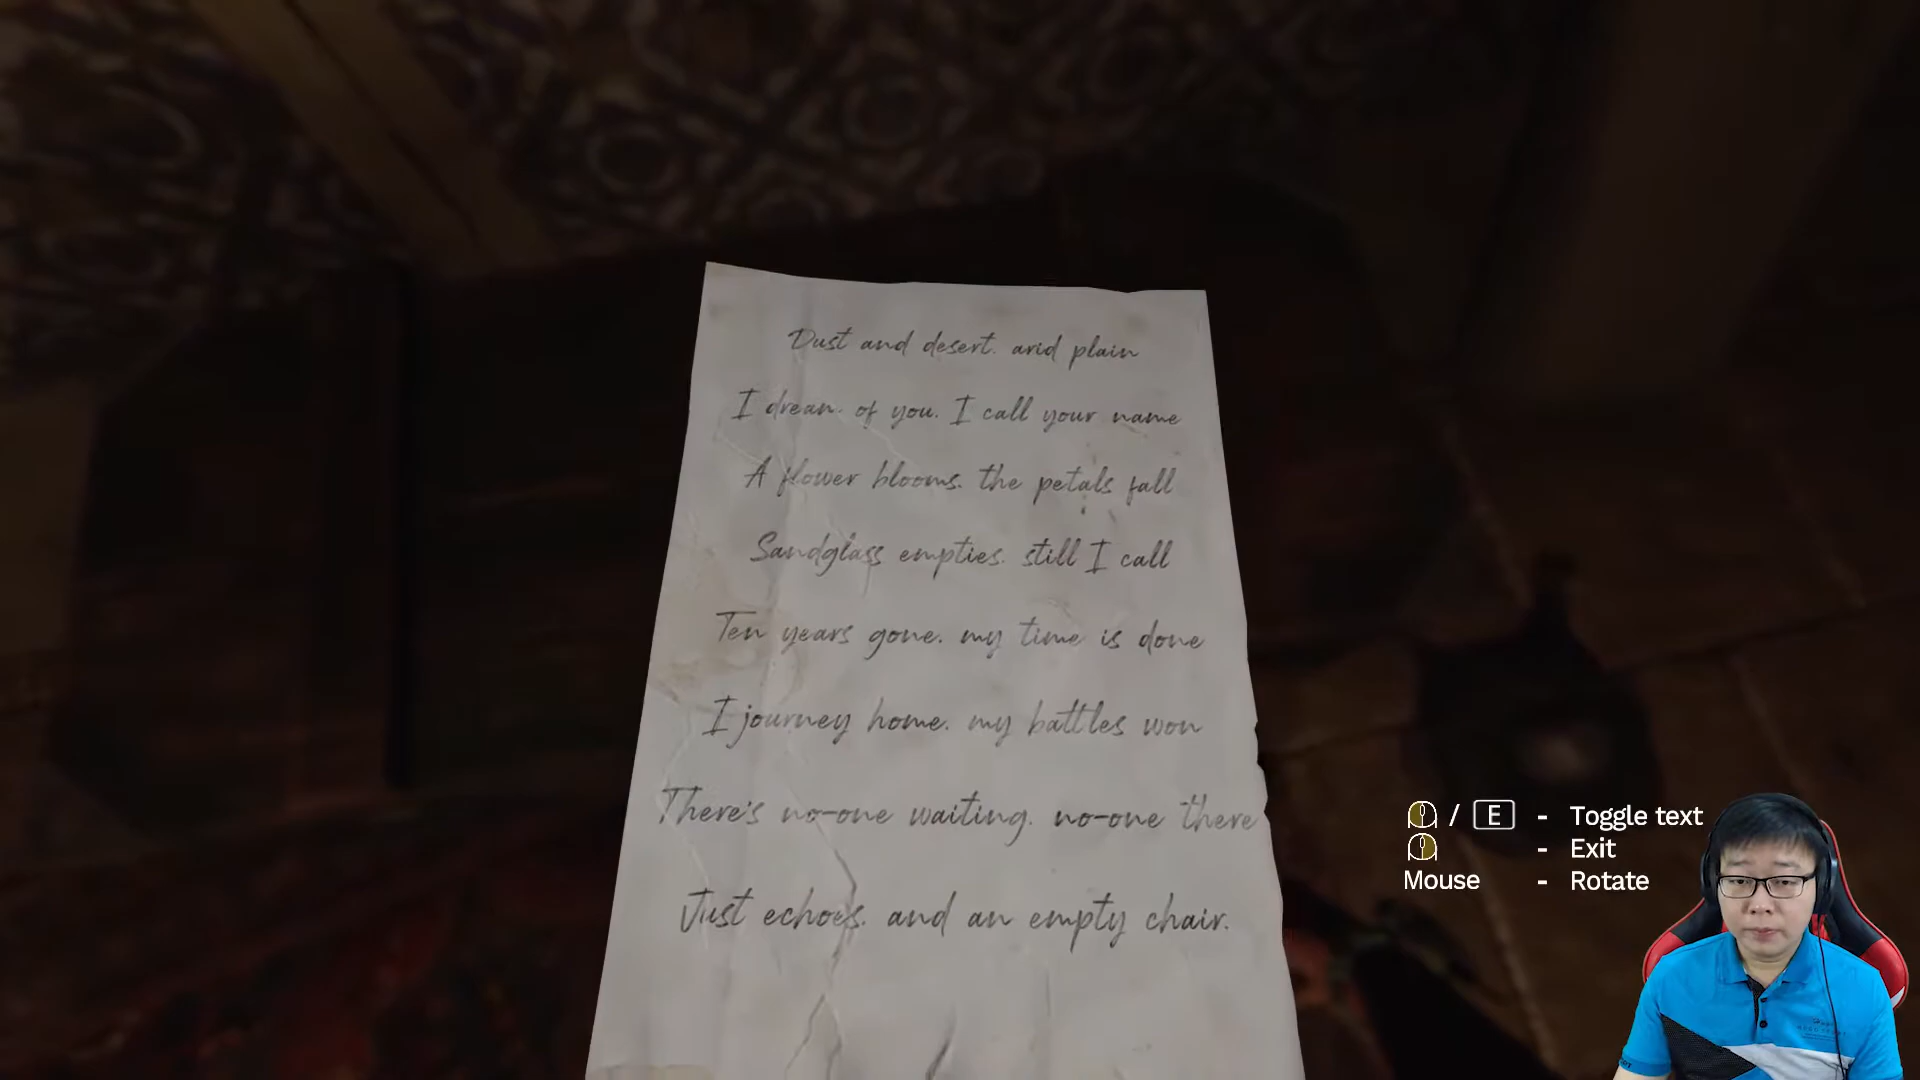 Dust and desert. arid plain
I dream. of you. I call your name
A flower blooms. the petals fall
Sandglass empties. still I call
Ten years gone. my time is done
I journey home. my battles won
There's no-one waiting. no-one there
Just echoes. and an empty chair.
/ E - Toggle text
- Exit
Mouse - Rotate